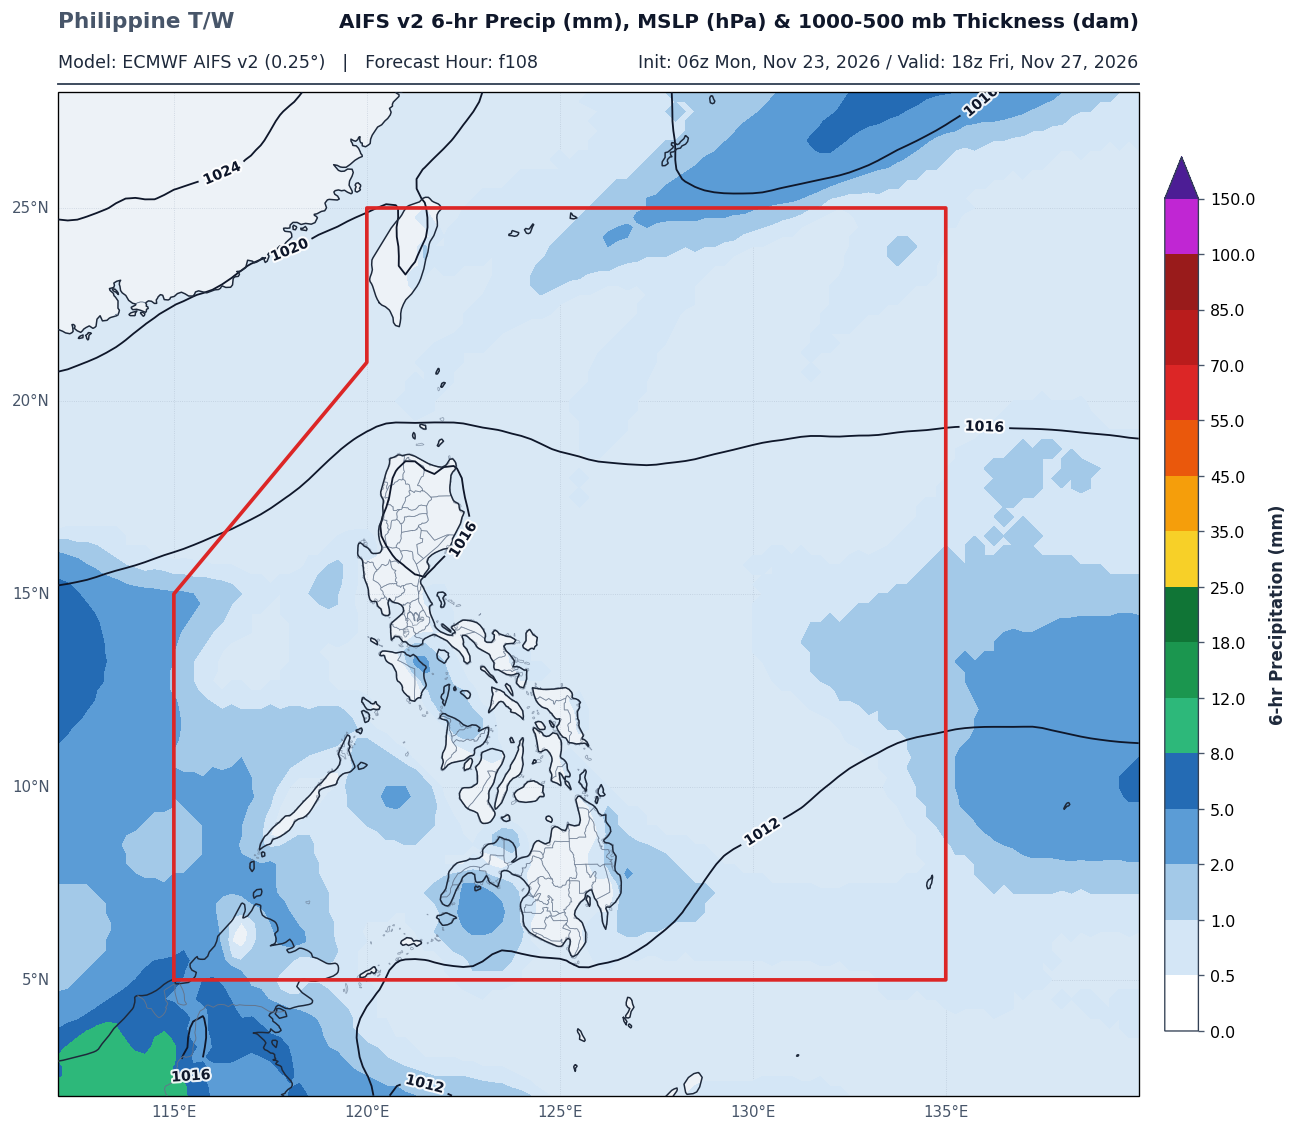 Philippine T/W
AIFS v2 6-hr Precip (mm), MSLP (hPa) & 1000-500 mb Thickness (dam)
Model: ECMWF AIFS v2 (0.25°) | Forecast Hour: f108
Init: 06z Mon, Nov 23, 2026 / Valid: 18z Fri, Nov 27, 2026
1016
1024
1020
1016
1016
1012
1016
1012
25°N
20°N
15°N
10°N
5°N
115°E
120°E
125°E
130°E
135°E
150.0
100.0
85.0
70.0
55.0
45.0
35.0
25.0
18.0
12.0
8.0
5.0
2.0
1.0
0.5
0.0
6-hr Precipitation (mm)